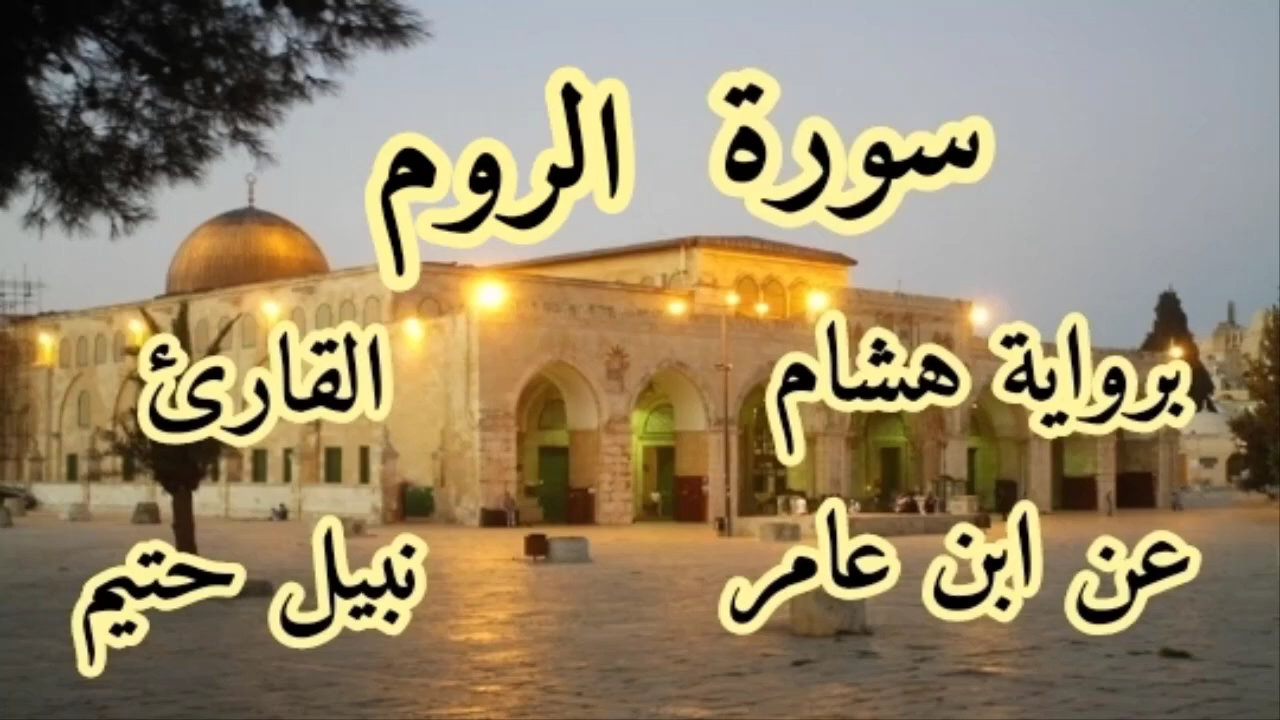 سورة الروم
برواية هشام
عن ابن عامر
القارئ
نبيل حتيم